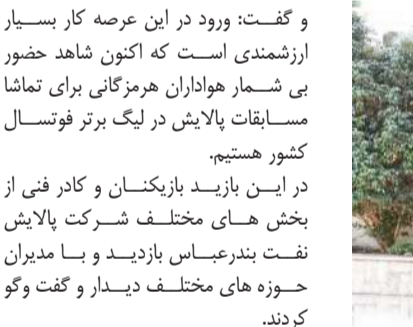 و گفت: ورود در این عرصه کار بسیار
ارزشمندی است که اکنون شاهد حضور
بی شمار هواداران هرمزگانی برای تماشا
مسابقات پالایش در لیگ برتر فوتسال
کشور هستیم.
در این بازید بازیکنان و کادر فنی از
بخش های مختلف شرکت پالایش
نفت بندرعباس بازدید و با مدیران
حوزه های مختلف دیدار و گفت وگو
کردند.